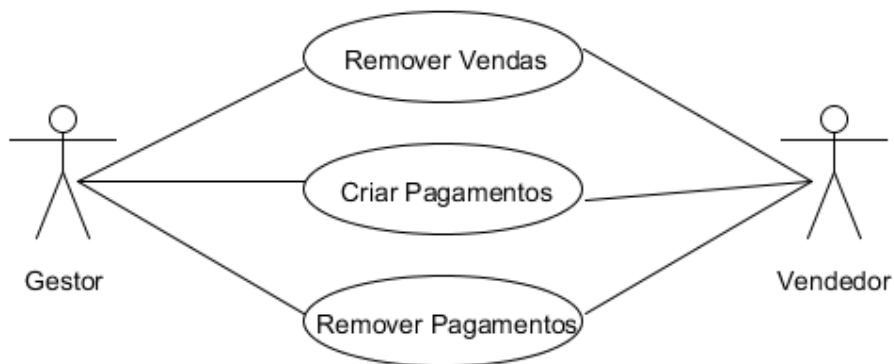 Remover Vendas
Criar Pagamentos
Gestor
Vendedor
Remover Pagamentos